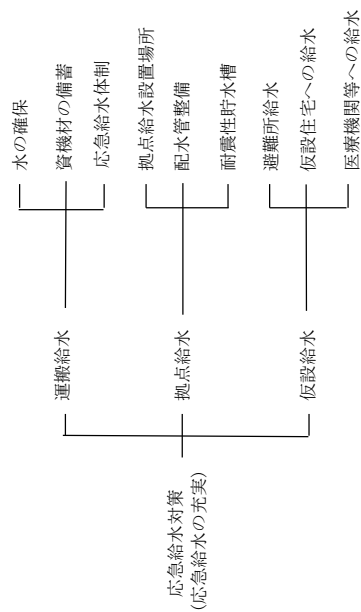 応急給水対策
(応急給水の充実)
運搬給水
水の確保
資機材の備蓄
応急給水体制
拠点給水
拠点給水設置場所
配水管整備
耐震性貯水槽
仮設給水
避難所給水
仮設住宅への給水
医療機関等への給水